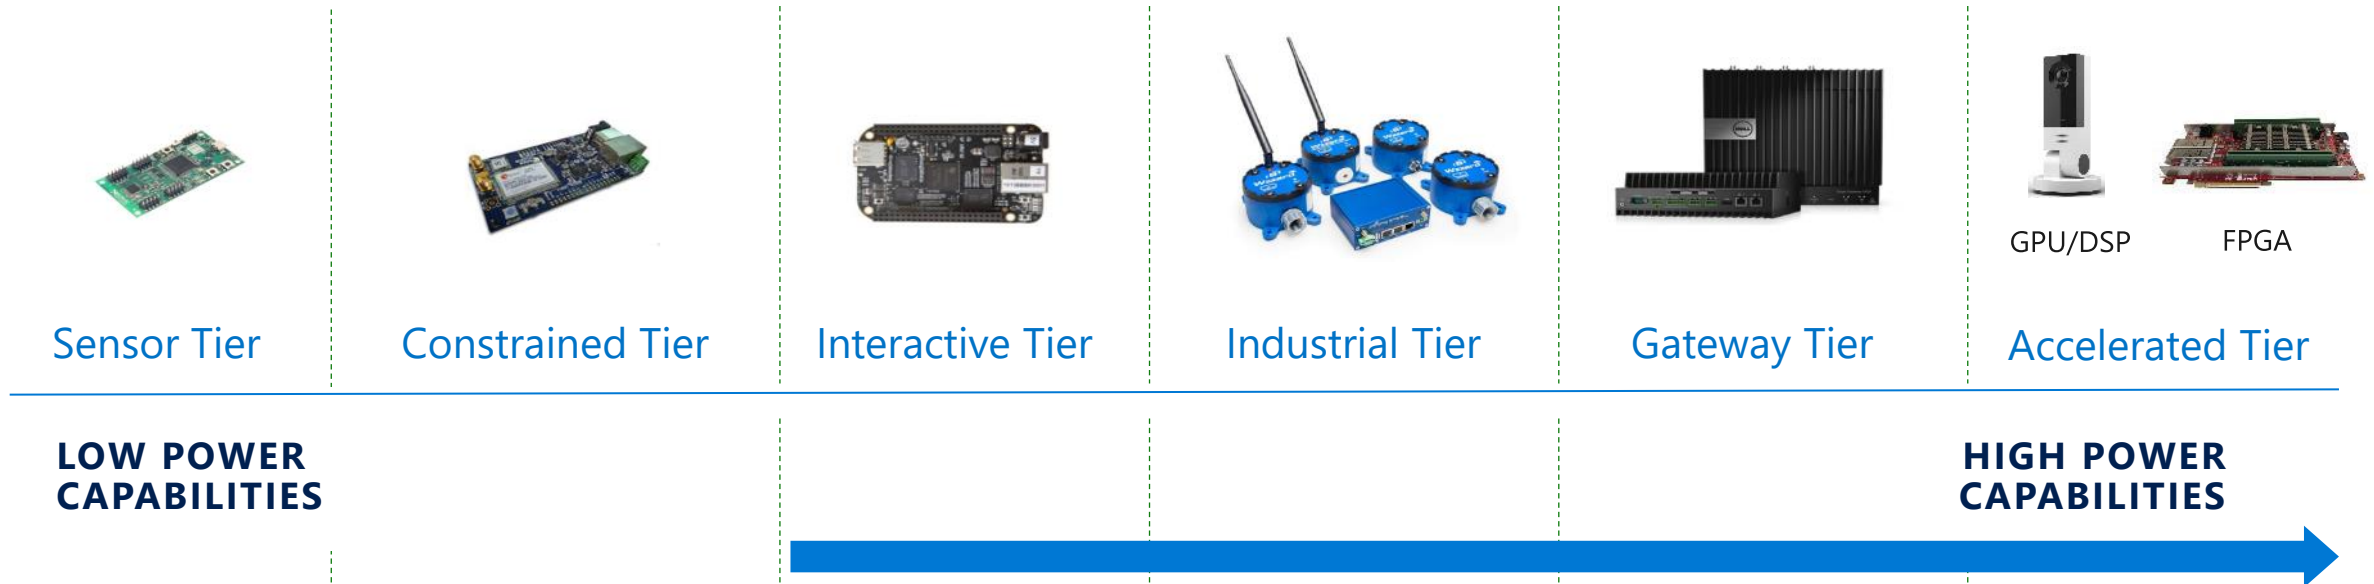 DELL
GPU/DSP
FPGA
Sensor Tier
Constrained Tier
Interactive Tier
Industrial Tier
Gateway Tier
Accelerated Tier
LOW POWER
CAPABILITIES
HIGH POWER
CAPABILITIES